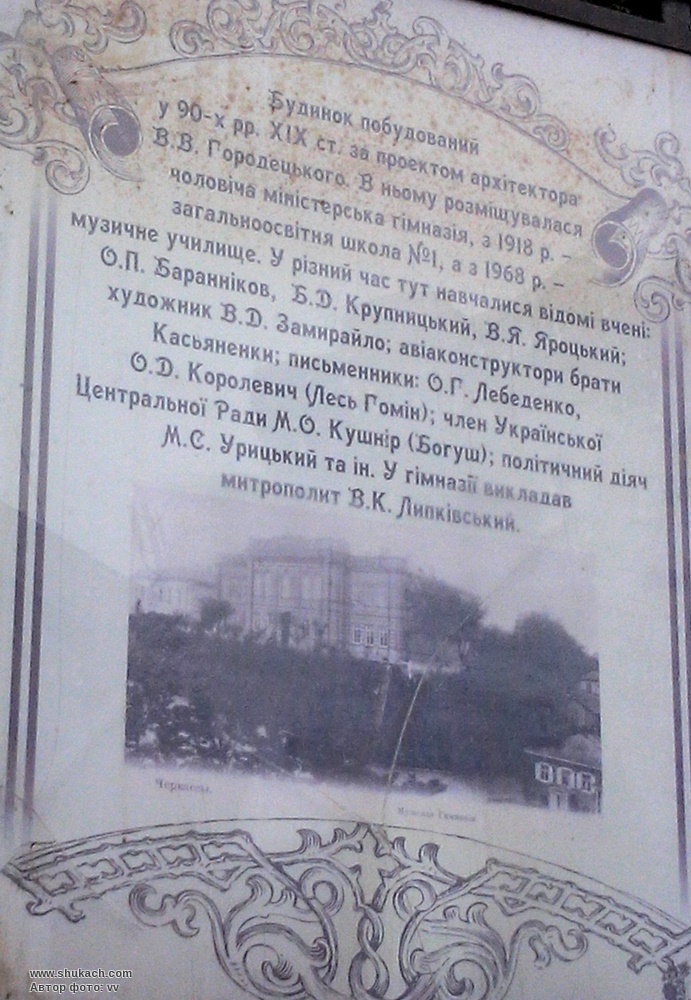 Будинок побудований
у 90-х рр. XIX ст. за проектом архітектора
В.В. Городецького. В ньому розміщувалася
чоловіча міністерська гімназія, з 1918 р. –
загальноосвітня школа №1, а з 1968 р. –
музичне училище. У різний час тут навчалися відомі вчені:
О.П. Баранніков, Б.Д. Крупницький, В.Я. Яроцький;
художник В.Д. Замирайло; авіаконструктори брати
Касьяненки; письменники: О.Г. Лебеденко,
О.Д. Королевич (Лесь Гомін); член Української
Центральної Ради М.О. Кушнір (Богуш); політичний діяч
М.С. Урицький та ін. У гімназії викладав
митрополит В.К. Липківський.
Черкассы.
www.shukach.com
Автор фото: vv